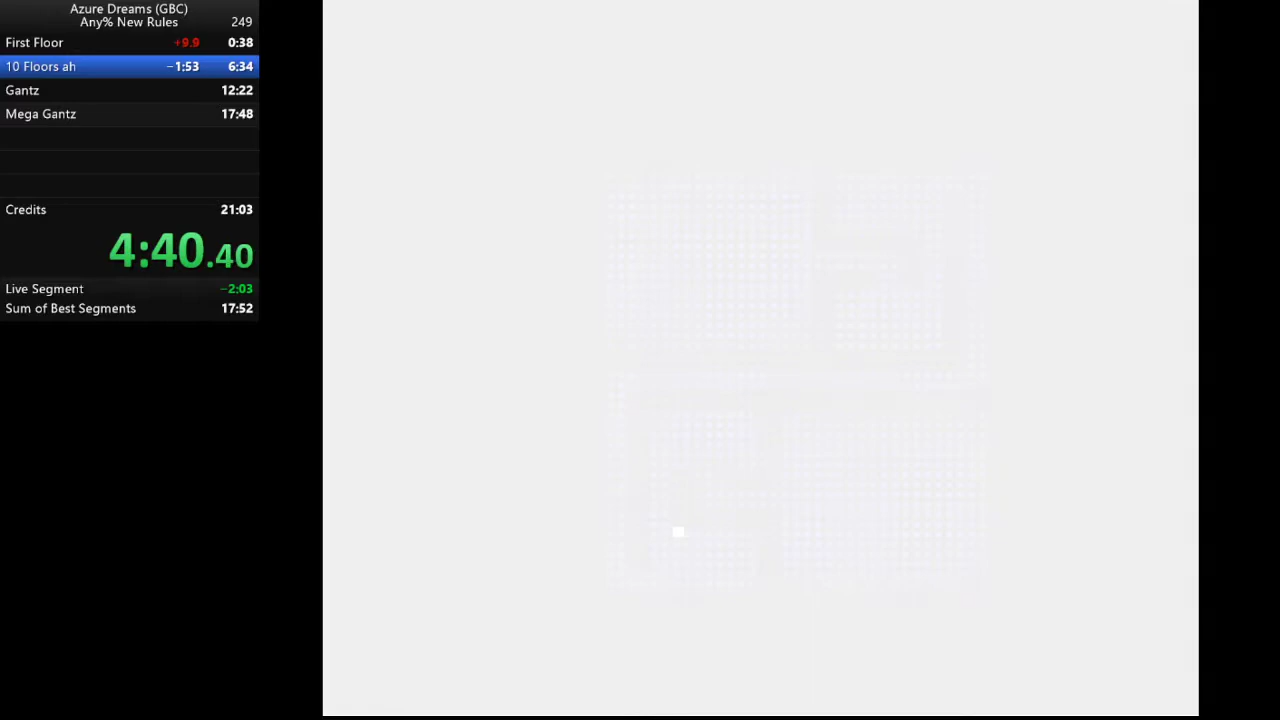 Azure Dreams (GBC)
Any% New Rules 249
First Floor +9.9 0:38
10 Floors ah −1:53 6:34
Gantz 12:22
Mega Gantz 17:48
Credits 21:03
4:40.40
Live Segment −2:03
Sum of Best Segments 17:52